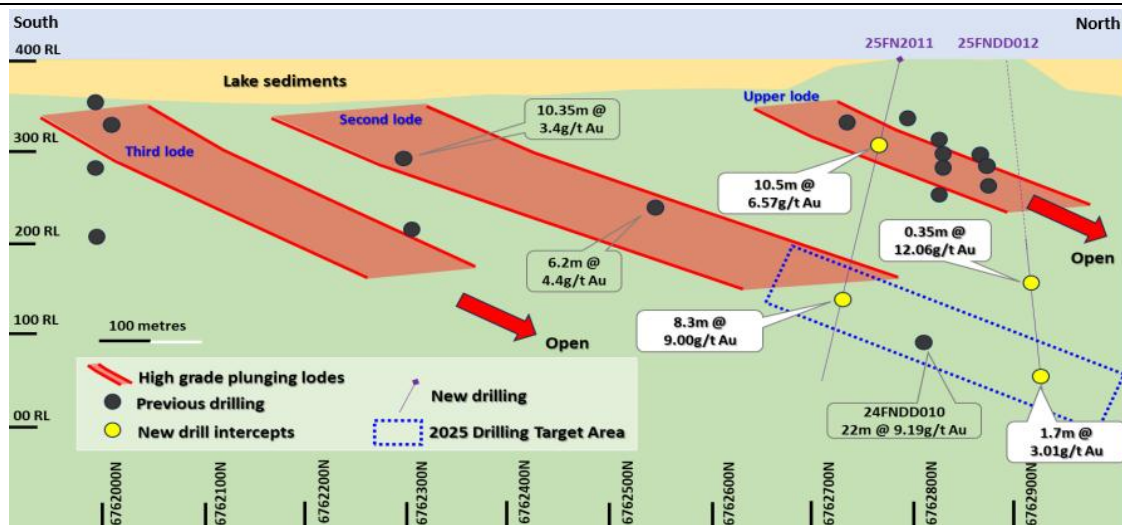 South
North
400 RL
25FN2011
25FNDD012
Lake sediments
Upper lode
10.35m @
3.4g/t Au
Second lode
Third lode
300 RL
10.5m @
6.57g/t Au
0.35m @
12.06g/t Au
200 RL
6.2m @
4.4g/t Au
Open
8.3m @
9.00g/t Au
100 RL
100 metres
Open
High grade plunging lodes
Previous drilling
New drill intercepts
New drilling
2025 Drilling Target Area
24FNDD010
22m @ 9.19g/t Au
1.7m @
3.01g/t Au
00 RL
6762000N
6762100N
6762200N
6762300N
6762400N
6762500N
6762600N
6762700N
6762800N
6762900N